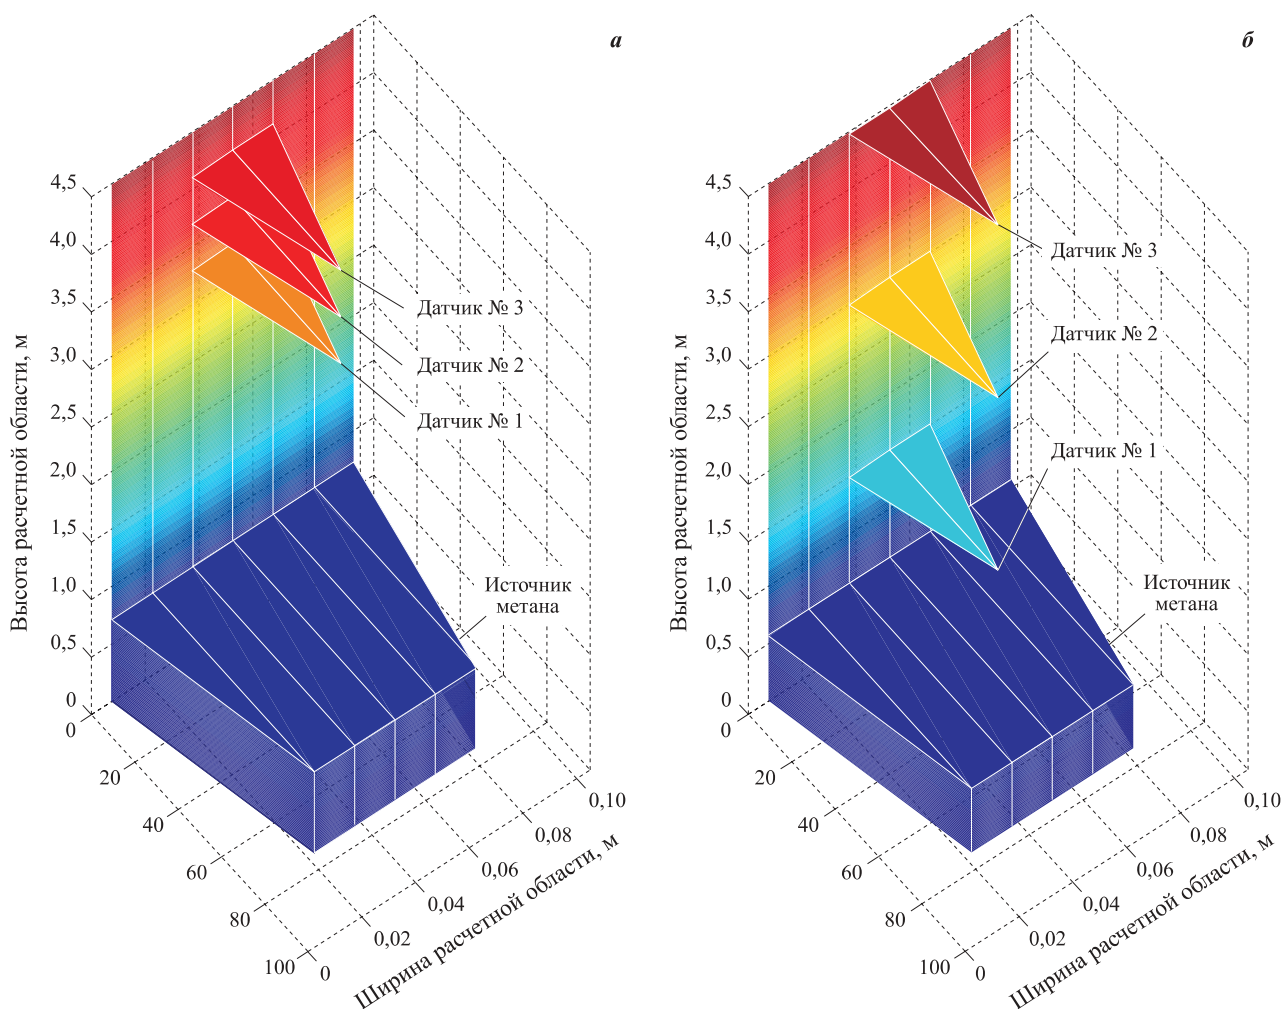 а
4,5
4,0
3,5
3,0
2,5
2,0
1,5
1,0
0,5
0
Высота расчетной области, м
Датчик № 3
Датчик № 2
Датчик № 1
Источник
метана
0
20
40
60
80
100
0
0,02
0,04
0,06
0,08
0,10
Ширина расчетной области, м
б
4,5
4,0
3,5
3,0
2,5
2,0
1,5
1,0
0,5
0
Высота расчетной области, м
Датчик № 3
Датчик № 2
Датчик № 1
Источник
метана
0
20
40
60
80
100
0
0,02
0,04
0,06
0,08
0,10
Ширина расчетной области, м